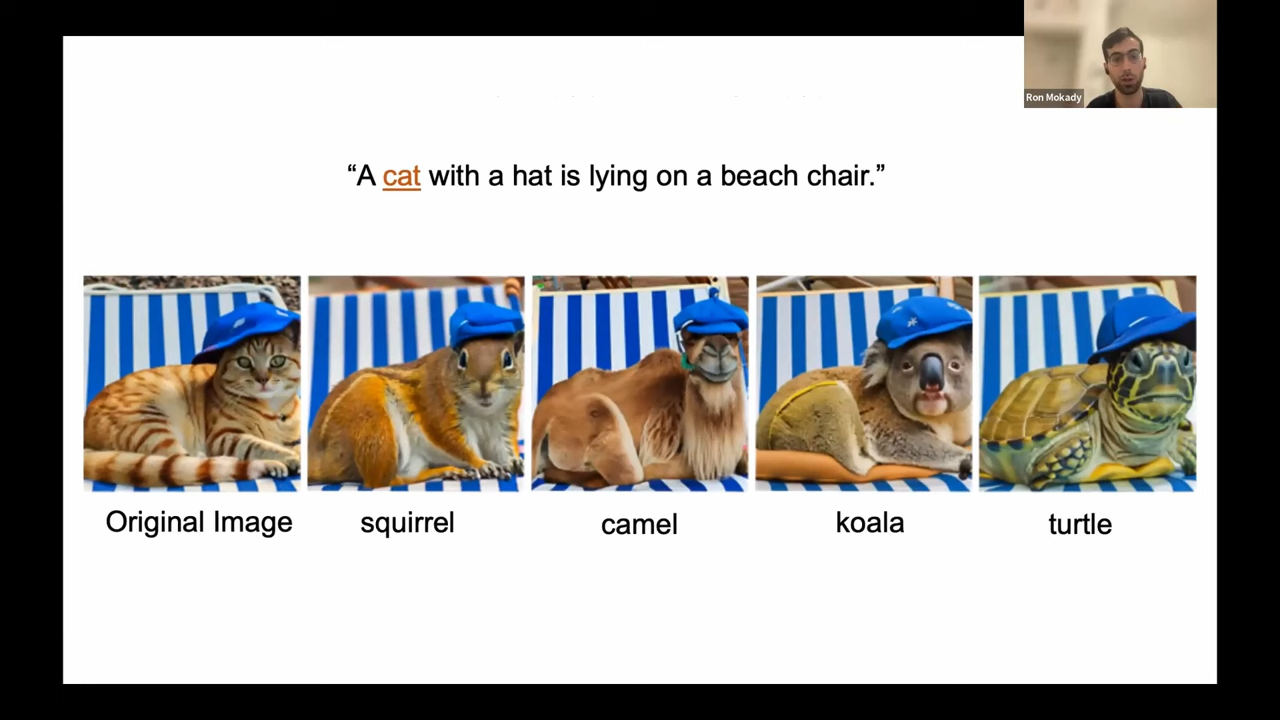 Ron Mokady
“A cat with a hat is lying on a beach chair.”
Original Image
squirrel
camel
koala
turtle